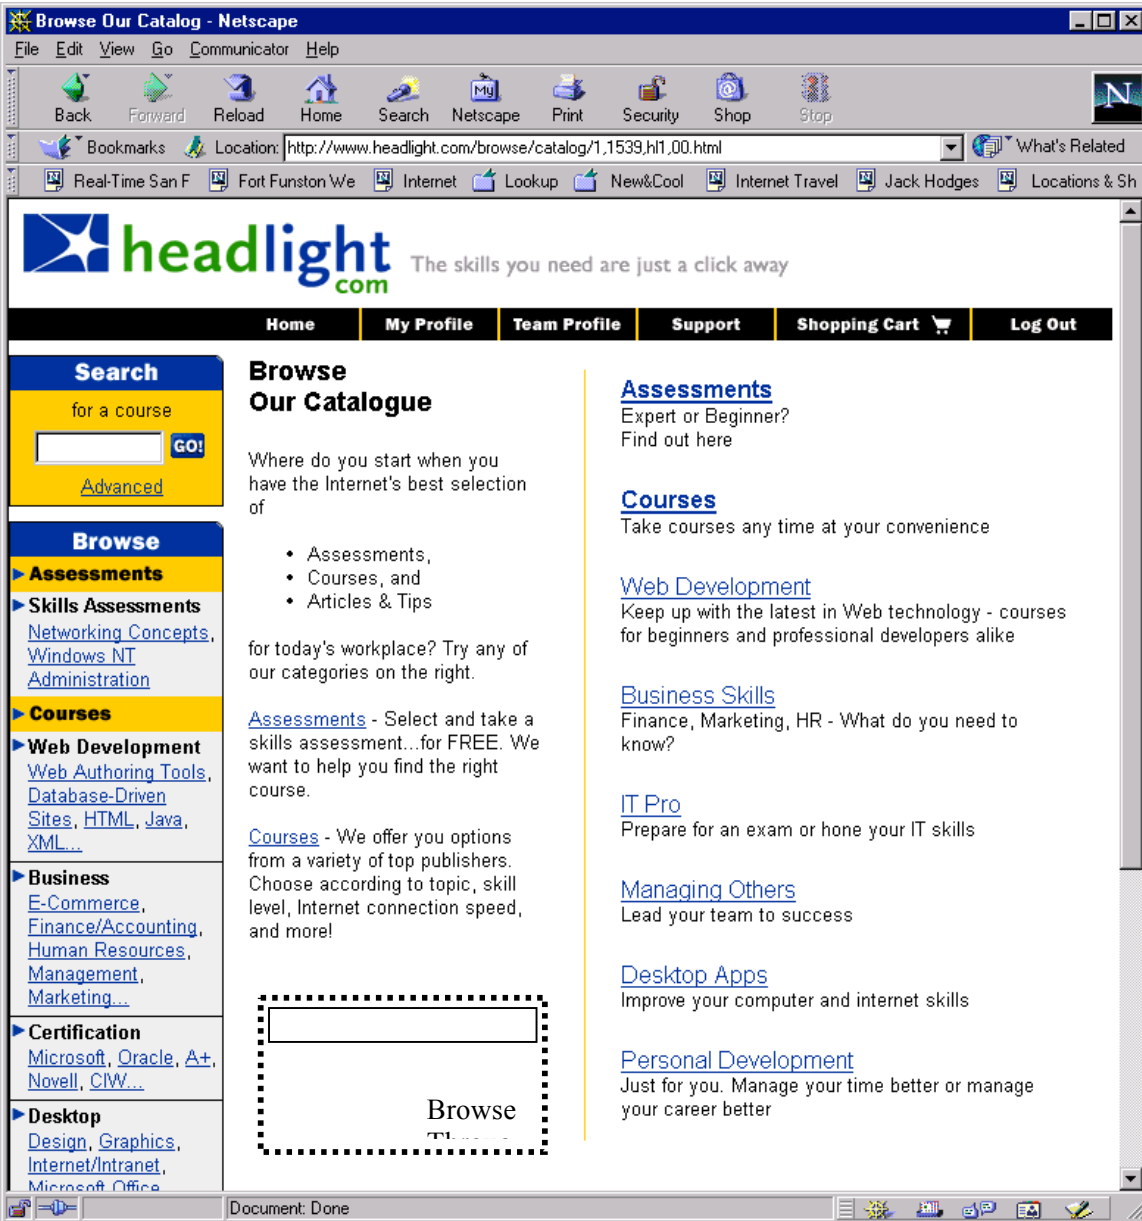 Browse Our Catalog - Netscape
File Edit View Go Communicator Help
Back Forward Reload Home Search Netscape Print Security Shop Stop
My
N
Bookmarks Location: http://www.headlight.com/browse/catalog/1,1539,hl1,00.html What's Related
Real-Time San F Fort Funston We Internet Lookup New&Cool Internet Travel Jack Hodges Locations & Sh
headlight
com
The skills you need are just a click away
Home My Profile Team Profile Support Shopping Cart Log Out
Search
for a course
GO!
Advanced
Browse
Assessments
Skills Assessments
Networking Concepts,
Windows NT
Administration
Courses
Web Development
Web Authoring Tools,
Database-Driven
Sites, HTML, Java,
XML...
Business
E-Commerce,
Finance/Accounting,
Human Resources,
Management,
Marketing...
Certification
Microsoft, Oracle, A+,
Novell, CIW...
Desktop
Design, Graphics,
Internet/Intranet,
Microsoft Office
Browse
Our Catalogue
Where do you start when you
have the Internet's best selection
of
• Assessments,
• Courses, and
• Articles & Tips
for today's workplace? Try any of
our categories on the right.
Assessments - Select and take a
skills assessment...for FREE. We
want to help you find the right
course.
Courses - We offer you options
from a variety of top publishers.
Choose according to topic, skill
level, Internet connection speed,
and more!
Browse
Assessments
Expert or Beginner?
Find out here
Courses
Take courses any time at your convenience
Web Development
Keep up with the latest in Web technology - courses
for beginners and professional developers alike
Business Skills
Finance, Marketing, HR - What do you need to
know?
IT Pro
Prepare for an exam or hone your IT skills
Managing Others
Lead your team to success
Desktop Apps
Improve your computer and internet skills
Personal Development
Just for you. Manage your time better or manage
your career better
Document: Done